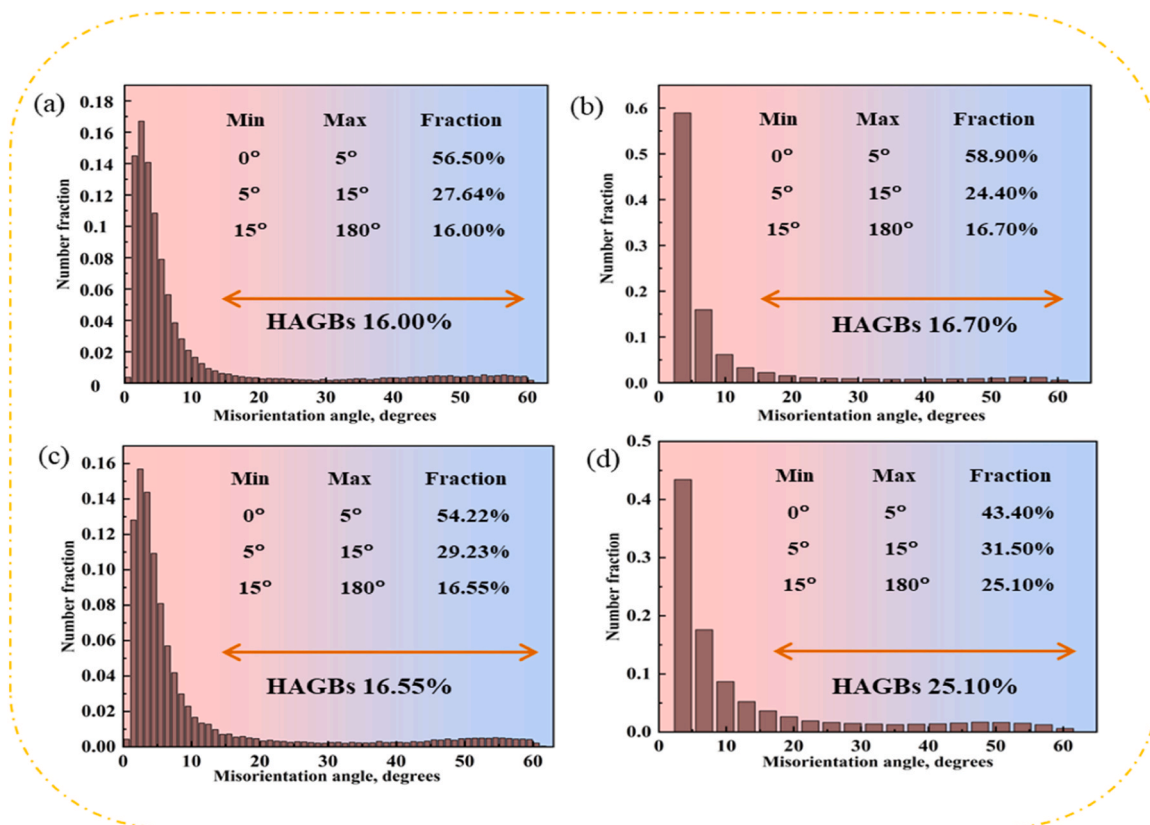 (a)
Number fraction
0.18
0.16
0.14
0.12
0.10
0.08
0.06
0.04
0.02
0
Min Max Fraction
0° 5° 56.50%
5° 15° 27.64%
15° 180° 16.00%
HAGBs 16.00%
0 10 20 30 40 50 60
Misorientation angle, degrees
(b)
Number fraction
0.6
0.5
0.4
0.3
0.2
0.1
0.0
Min Max Fraction
0° 5° 58.90%
5° 15° 24.40%
15° 180° 16.70%
HAGBs 16.70%
0 10 20 30 40 50 60
Misorientation angle, degrees
(c)
Number fraction
0.16
0.14
0.12
0.10
0.08
0.06
0.04
0.02
0.00
Min Max Fraction
0° 5° 54.22%
5° 15° 29.23%
15° 180° 16.55%
HAGBs 16.55%
0 10 20 30 40 50 60
Misorientation angle, degrees
(d)
Number fraction
0.5
0.4
0.3
0.2
0.1
0.0
Min Max Fraction
0° 5° 43.40%
5° 15° 31.50%
15° 180° 25.10%
HAGBs 25.10%
0 10 20 30 40 50 60
Misorientation angle, degrees